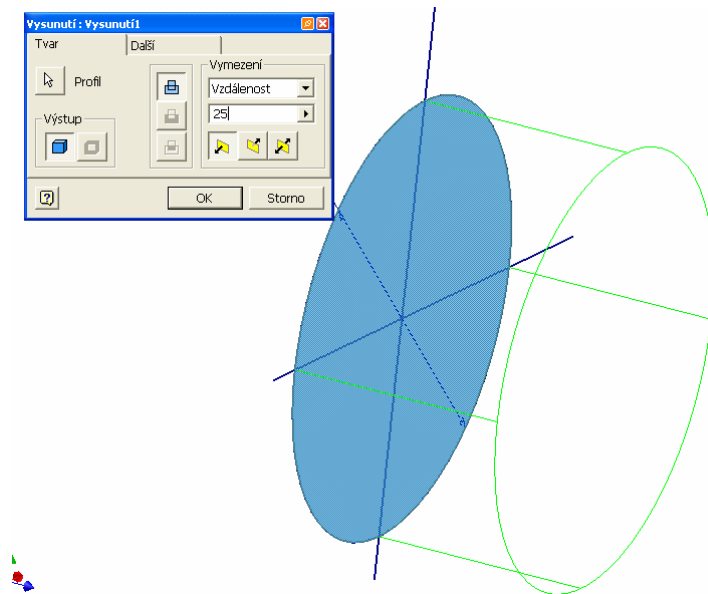 Vysunutí : Vysunutí1
Tvar
Další
Profil
Výstup
Vymezení
Vzdálenost
25
OK
Storno